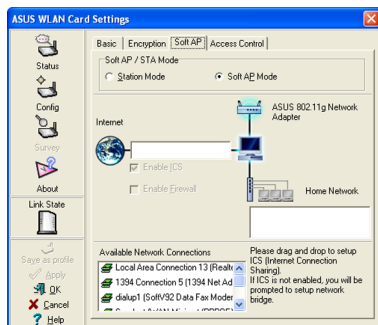 ASUS WLAN Card Settings
Status
Config
Survey
About
Link State
Save as profile
Apply
OK
Cancel
Help
Basic
Encryption
Soft AP
Access Control
Soft AP / STA Mode
Station Mode
Soft AP Mode
Internet
ASUS 802.11g Network
Adapter
Enable ICS
Enable Firewall
Home Network
Available Network Connections
Local Area Connection 13 (Realte
1394 Connection 5 (1394 Net Ad
dialup1 (SoftV92 Data Fax Moder
Please drag and drop to setup
ICS (Internet Connection
Sharing).
If ICS is not enabled, you will be
prompted to setup network
bridge.